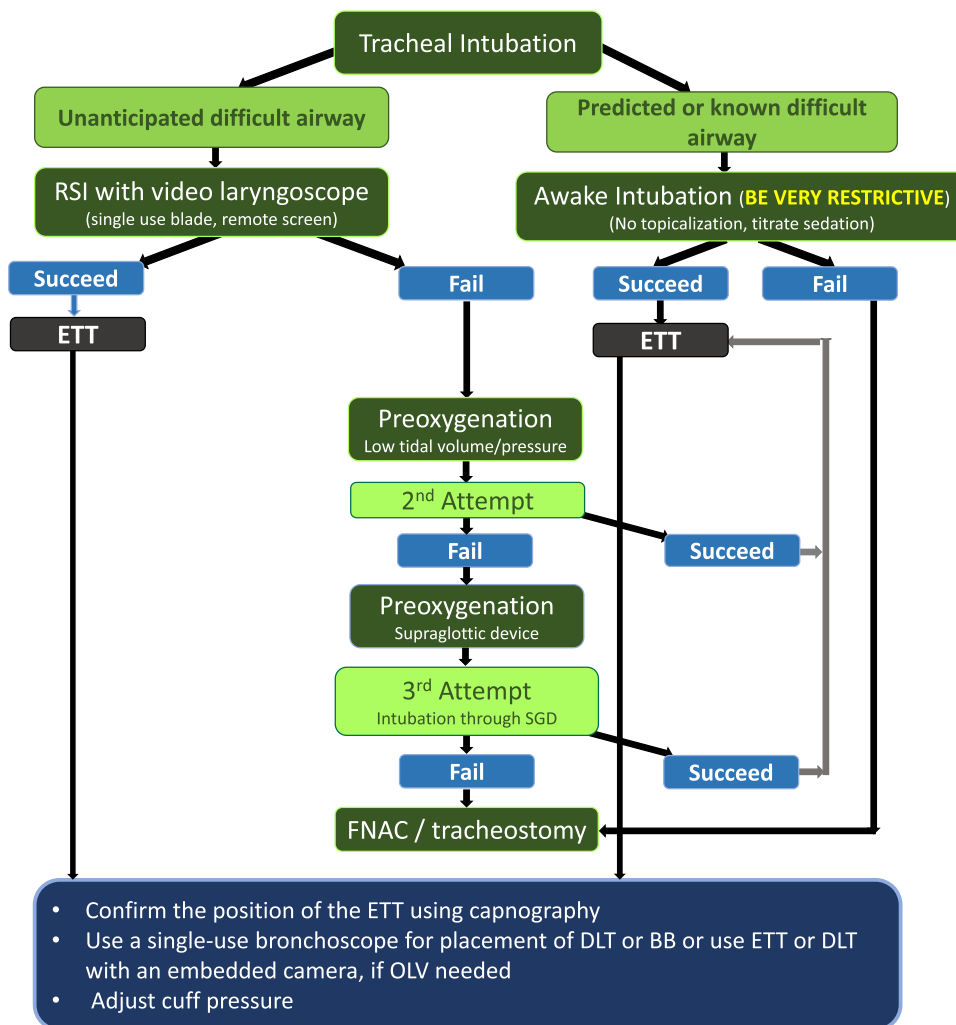 Tracheal Intubation
Unanticipated difficult airway
Predicted or known difficult
airway
RSI with video laryngoscope
(single use blade, remote screen)
Awake Intubation (BE VERY RESTRICTIVE)
(No topicalization, titrate sedation)
Succeed
Fail
Succeed
Fail
ETT
ETT
Preoxygenation
Low tidal volume/pressure
2nd Attempt
Fail
Succeed
Preoxygenation
Supraglottic device
3rd Attempt
Intubation through SGD
Fail
Succeed
FNAC / tracheostomy
• Confirm the position of the ETT using capnography
• Use a single-use bronchoscope for placement of DLT or BB or use ETT or DLT
with an embedded camera, if OLV needed
• Adjust cuff pressure